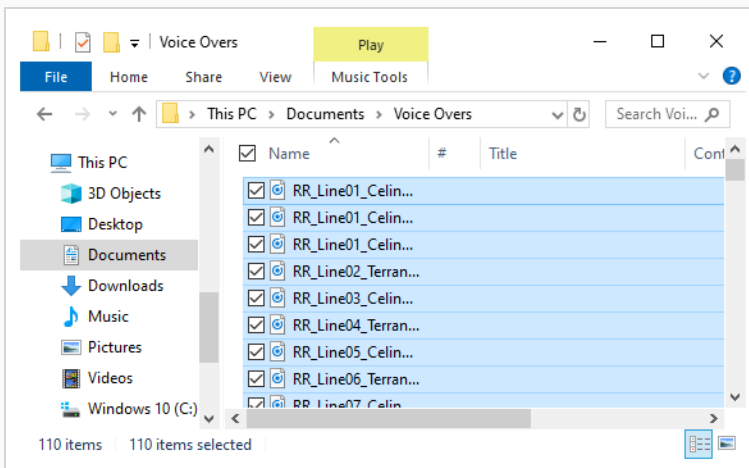 Voice Overs
Play
File Home Share View Music Tools
This PC > Documents > Voice Overs
Search Voi...
This PC
3D Objects
Desktop
Documents
Downloads
Music
Pictures
Videos
Windows 10 (C:)
Name # Title Cont
RR_Line01_Celin...
RR_Line01_Celin...
RR_Line01_Celin...
RR_Line02_Terran...
RR_Line03_Celin...
RR_Line04_Terran...
RR_Line05_Celin...
RR_Line06_Terran...
RR_Line07_Celin
110 items 110 items selected